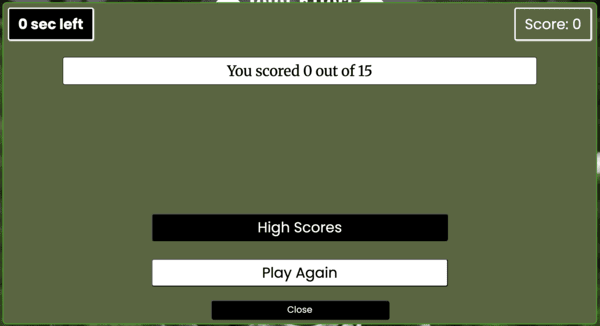 0 sec left
Score: 0
You scored 0 out of 15
High Scores
Play Again
Close